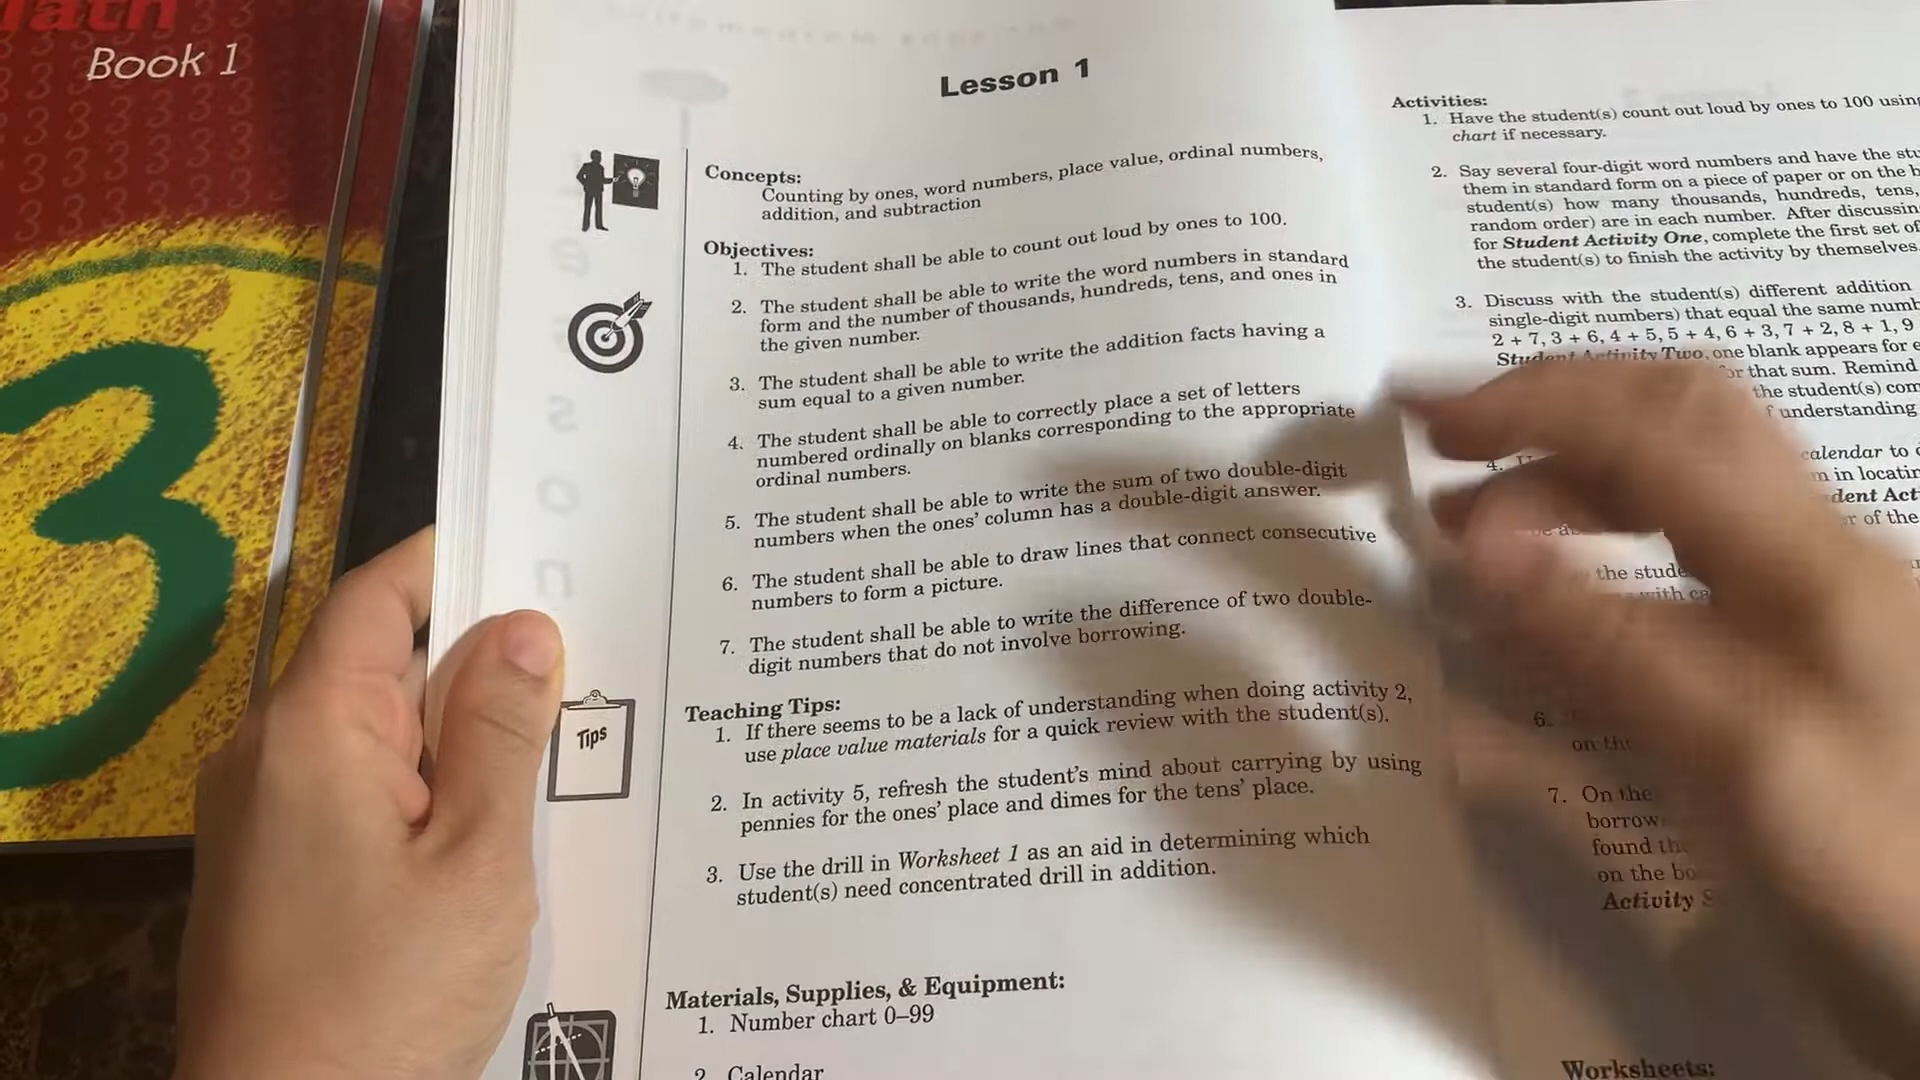 Math
Book 1
3
Lesson 1
Concepts:
Counting by ones, word numbers, place value, ordinal numbers,
addition, and subtraction
Objectives:
1. The student shall be able to count out loud by ones to 100.
2. The student shall be able to write the word numbers in standard
form and the number of thousands, hundreds, tens, and ones in
the given number.
3. The student shall be able to write the addition facts having a
sum equal to a given number.
4. The student shall be able to correctly place a set of letters
numbered ordinally on blanks corresponding to the appropriate
ordinal numbers.
5. The student shall be able to write the sum of two double-digit
numbers when the ones' column has a double-digit answer.
6. The student shall be able to draw lines that connect consecutive
numbers to form a picture.
7. The student shall be able to write the difference of two double-
digit numbers that do not involve borrowing.
Tips
Teaching Tips:
1. If there seems to be a lack of understanding when doing activity 2,
use place value materials for a quick review with the student(s).
2. In activity 5, refresh the student's mind about carrying by using
pennies for the ones' place and dimes for the tens' place.
3. Use the drill in Worksheet 1 as an aid in determining which
student(s) need concentrated drill in addition.
Materials, Supplies, & Equipment:
1. Number chart 0–99
2. Calendar
Activities:
1. Have the student(s) count out loud by ones to 100 using
chart if necessary.
2. Say several four-digit word numbers and have the
them in standard form on a piece of paper or on the
student(s) how many thousands, hundreds, tens,
random order) are in each number. After
for Student Activity One, complete the first set of
the student(s) to finish the activity by themselves.
3. Discuss with the student(s) different addition
single-digit numbers) that equal the same
2 + 7, 3 + 6, 4 + 5, 5 + 4, 6 + 3, 7 + 2, 8 + 1, 9
Student Activity Two, one blank appears for
for that sum. Remind
the student(s)
understanding
4.
calendar to
in
of the
the
6.
on the
7. On the
found
on the
Activity
Worksheets: